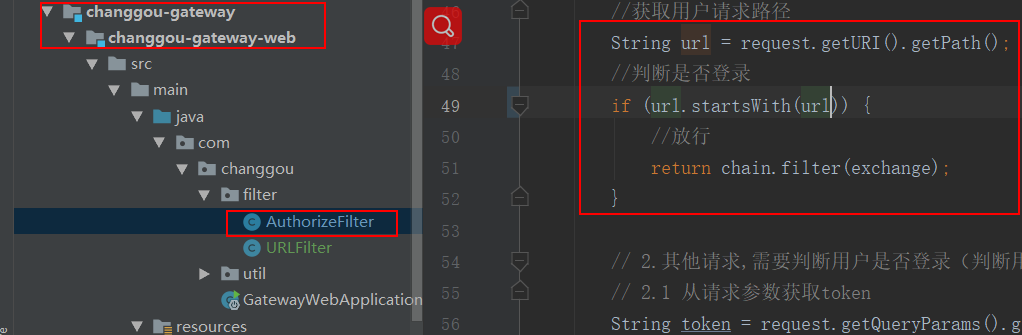 changgou-gateway
changgou-gateway-web
src
main
java
com
changgou
filter
AuthorizeFilter
URLFilter
util
GatewayWebApplication
resources
46 //获取用户请求路径
47 String url = request.getURI().getPath();
48 //判断是否登录
49 if (url.startsWith(url)) {
50 //放行
51 return chain.filter(exchange);
52 }
53
54 // 2.其他请求,需要判断用户是否登录（判断用
55 // 2.1 从请求参数获取token
56 String token = request.getQueryParams().g